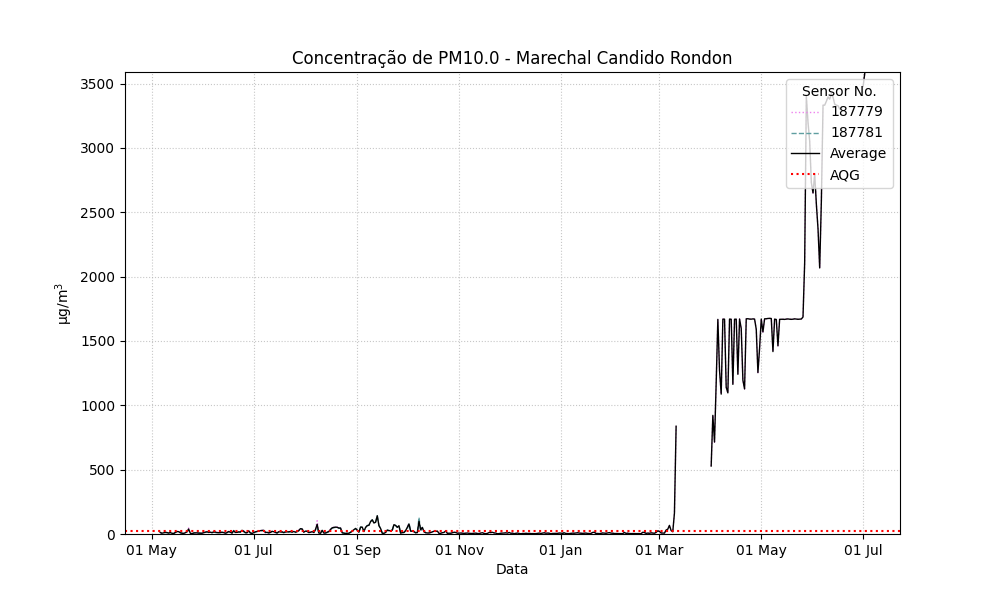 Concentração de PM10.0 - Marechal Candido Rondon
Sensor No.
187779
187781
Average
AQG
3500
3000
2500
2000
1500
1000
500
0
µg/m³
01 May
01 Jul
01 Sep
01 Nov
01 Jan
01 Mar
01 May
01 Jul
Data